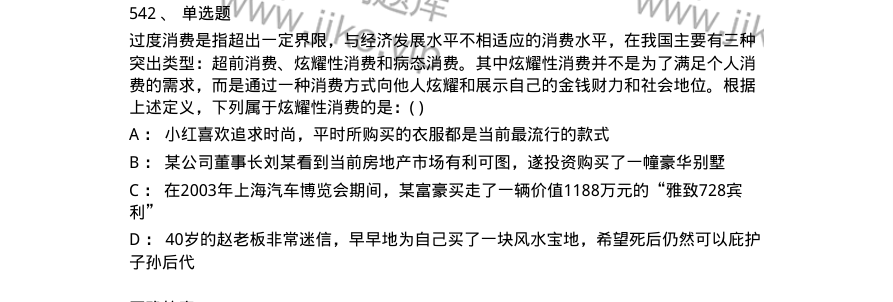 题库
www.jike.vip
www.jik
542 、 单选题
过度消费是指超出一定界限，与经济发展水平不相适应的消费水平，在我国主要有三种
突出类型：超前消费、炫耀性消费和病态消费。其中炫耀性消费并不是为了满足个人消
费的需求，而是通过一种消费方式向他人炫耀和展示自己的金钱财力和社会地位。根据
上述定义，下列属于炫耀性消费的是：( )
A ： 小红喜欢追求时尚，平时所购买的衣服都是当前最流行的款式
B ： 某公司董事长刘某看到当前房地产市场有利可图，遂投资购买了一幢豪华别墅
C ： 在2003年上海汽车博览会期间，某富豪买走了一辆价值1188万元的“雅致728宾
利”
D ： 40岁的赵老板非常迷信，早早地为自己买了一块风水宝地，希望死后仍然可以庇护
子孙后代